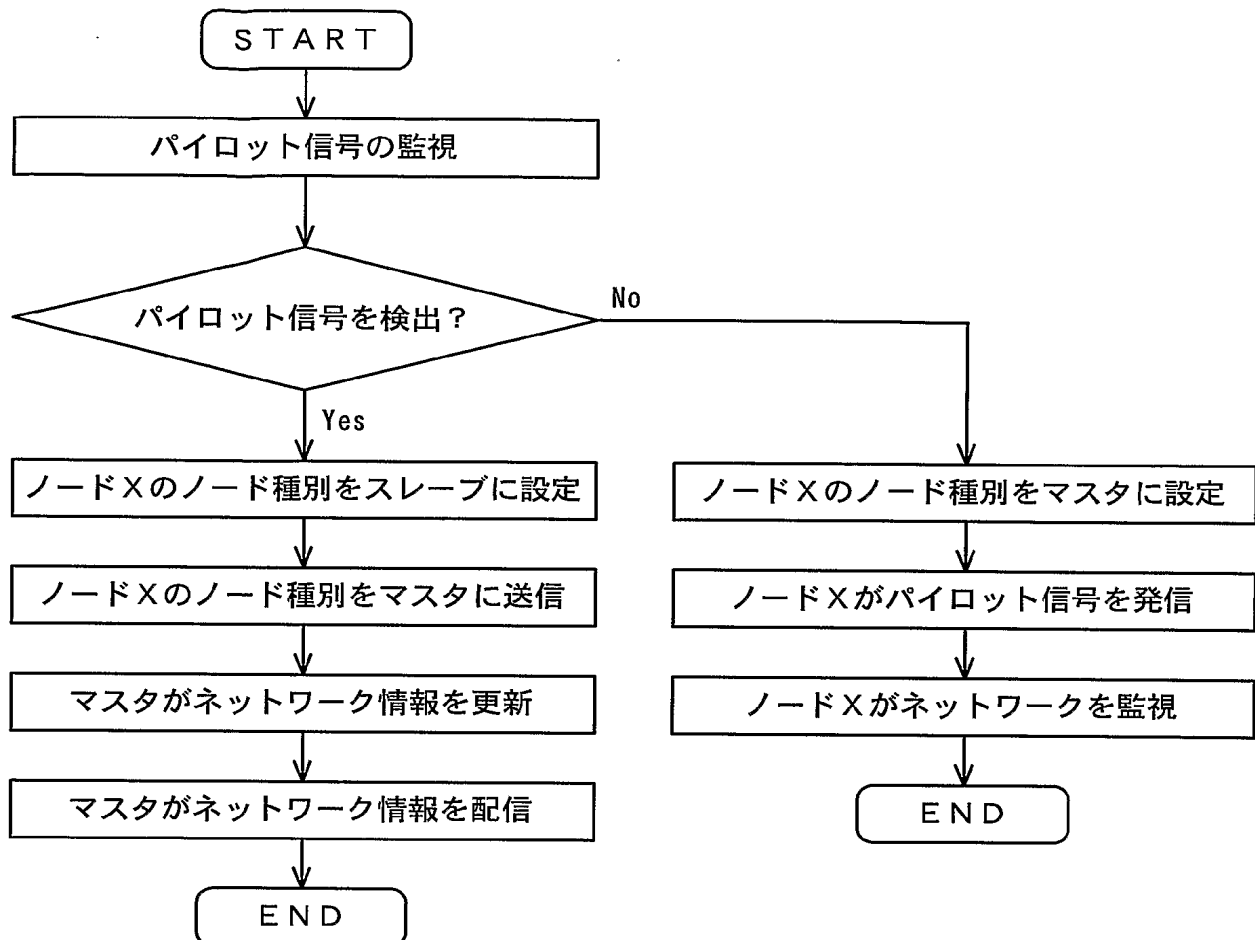 START
パイロット信号の監視
パイロット信号を検出？
No
Yes
ノードXのノード種別をスレーブに設定
ノードXのノード種別をマスタに送信
マスタがネットワーク情報を更新
マスタがネットワーク情報を配信
END
ノードXのノード種別をマスタに設定
ノードXがパイロット信号を発信
ノードXがネットワークを監視
END